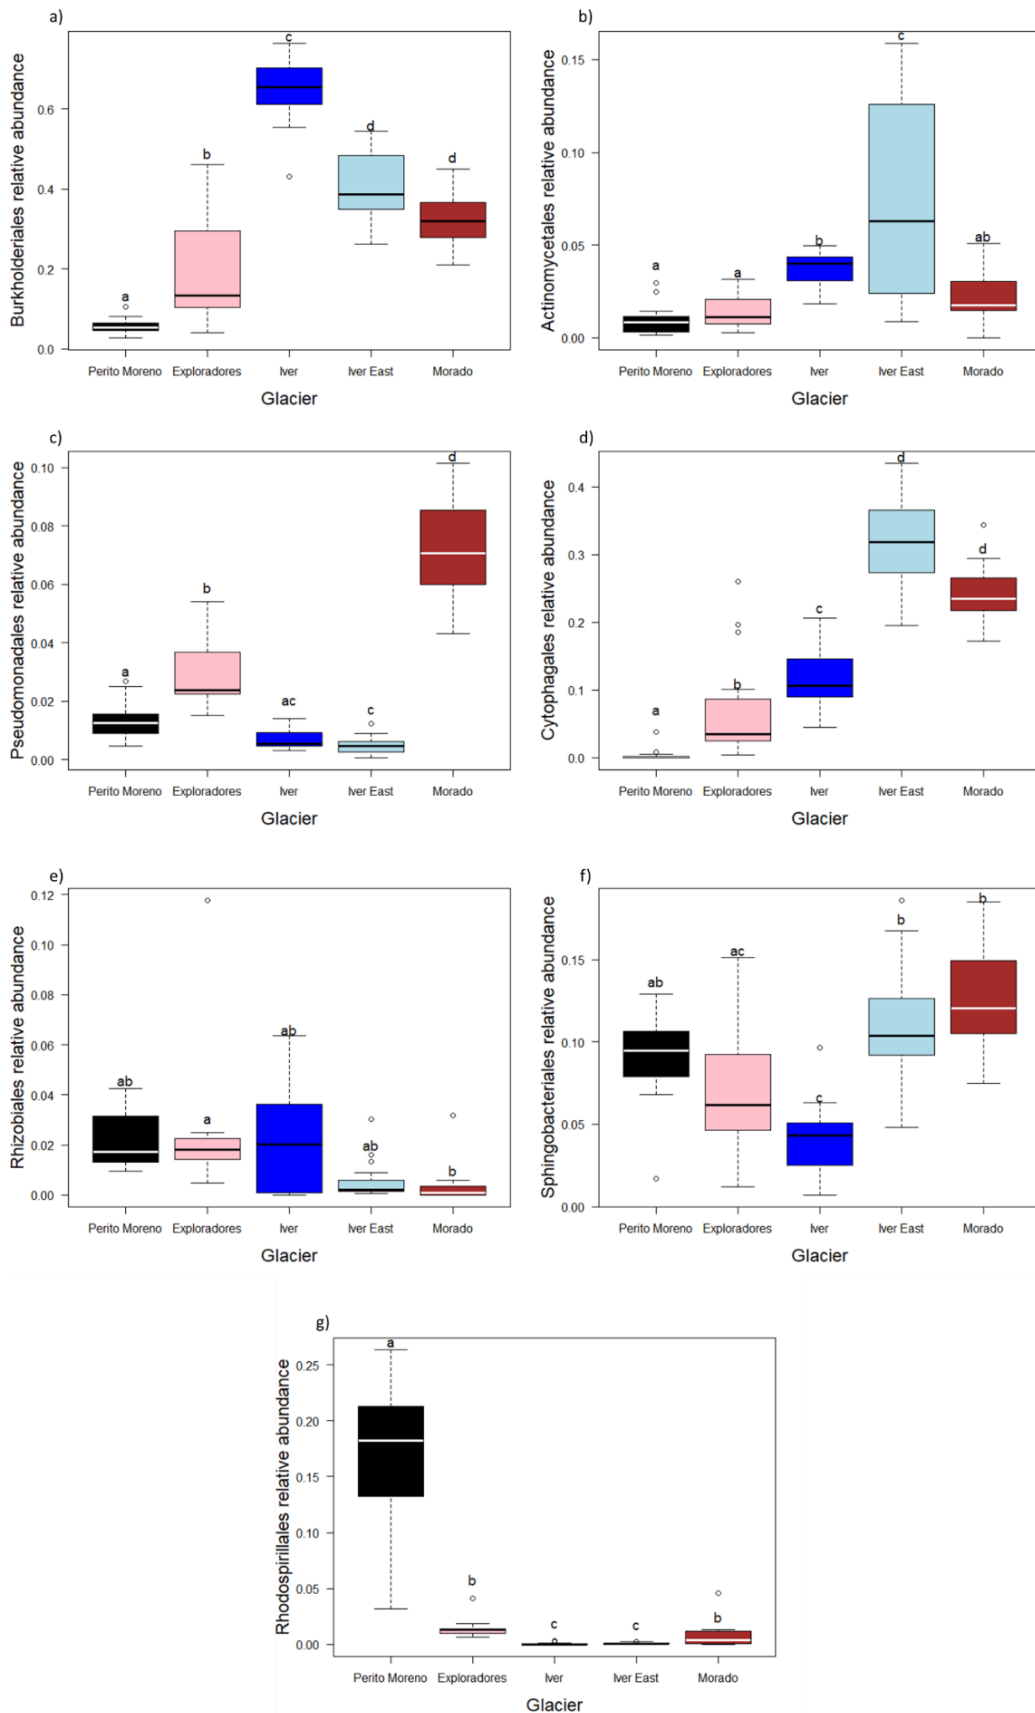 a)
Burkholderiales relative abundance
0.6
0.4
0.2
0.0
a
b
c
d
d
Perito Moreno Exploradores Iver Iver East Morado
Glacier
b)
Actinomycetales relative abundance
0.15
0.10
0.05
0.00
a
a
b
c
ab
Perito Moreno Exploradores Iver Iver East Morado
Glacier
c)
Pseudomonadales relative abundance
0.10
0.08
0.06
0.04
0.02
0.00
a
b
ac
c
d
Perito Moreno Exploradores Iver Iver East Morado
Glacier
d)
Cytophagales relative abundance
0.4
0.3
0.2
0.1
0.0
a
b
c
d
d
Perito Moreno Exploradores Iver Iver East Morado
Glacier
e)
Rhizobiales relative abundance
0.12
0.10
0.08
0.06
0.04
0.02
0.00
ab
a
ab
ab
b
Perito Moreno Exploradores Iver Iver East Morado
Glacier
f)
Sphingobacteriales relative abundance
0.15
0.10
0.05
0.00
ab
ac
c
b
b
Perito Moreno Exploradores Iver Iver East Morado
Glacier
g)
Rhodospirillales relative abundance
0.25
0.20
0.15
0.10
0.05
0.00
a
b
c
c
b
Perito Moreno Exploradores Iver Iver East Morado
Glacier